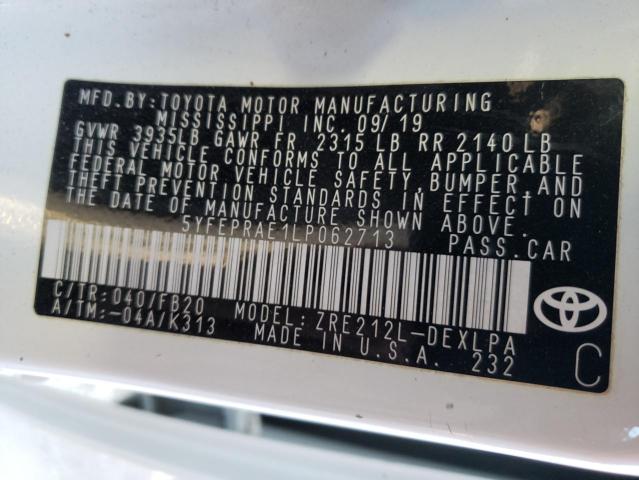 MFD. BY: TOYOTA MOTOR MANUFACTURING
MISSISSIPPI, INC. 09/19
GVWR 3935LB GAWR FR 2315 LB RR 2140 LB
THIS VEHICLE CONFORMS TO ALL APPLICABLE
FEDERAL MOTOR VEHICLE SAFETY, BUMPER, AND
THEFT PREVENTION STANDARDS IN EFFECT ON
THE DATE OF MANUFACTURE SHOWN ABOVE.
5YFEPRAE1LP062713 PASS.CAR
C/TR: 040/FB20 MODEL: ZRE212L-DEXLPA
A/TM:-04A/K313 MADE IN U.S.A. 232
C